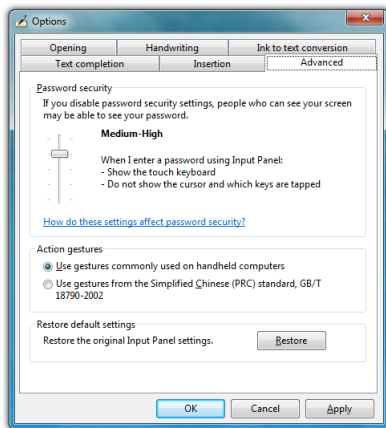 Options
Opening Handwriting Ink to text conversion
Text completion Insertion Advanced
Password security
If you disable password security settings, people who can see your screen
may be able to see your password.
Medium-High
When I enter a password using Input Panel:
- Show the touch keyboard
- Do not show the cursor and which keys are tapped
How do these settings affect password security?
Action gestures
Use gestures commonly used on handheld computers
Use gestures from the Simplified Chinese (PRC) standard, GB/T
18790-2002
Restore default settings
Restore the original Input Panel settings. Restore
OK Cancel Apply